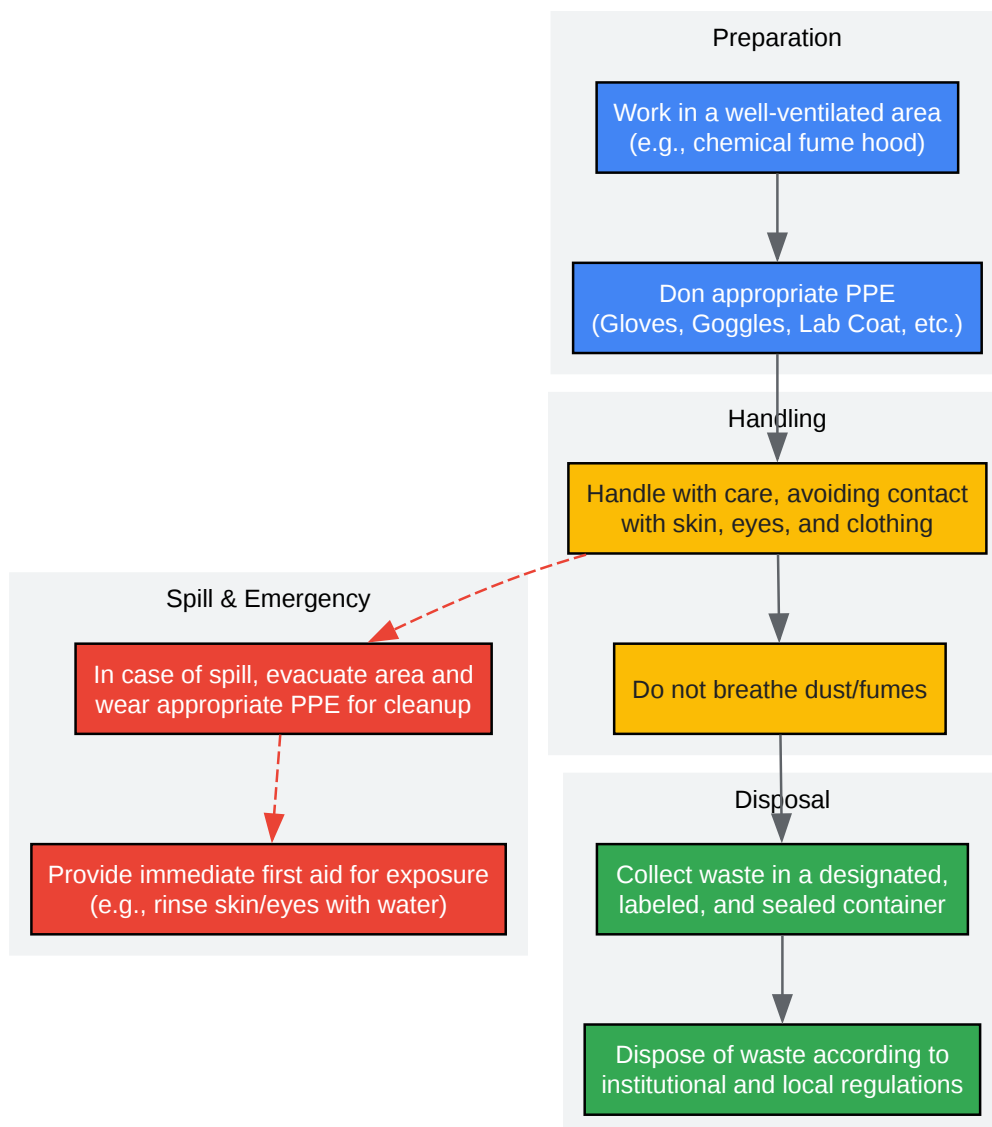 Preparation
Work in a well-ventilated area
(e.g., chemical fume hood)
Don appropriate PPE
(Gloves, Goggles, Lab Coat, etc.)
Handling
Handle with care, avoiding contact
with skin, eyes, and clothing
Do not breathe dust/fumes
Spill & Emergency
In case of spill, evacuate area and
wear appropriate PPE for cleanup
Provide immediate first aid for exposure
(e.g., rinse skin/eyes with water)
Disposal
Collect waste in a designated,
labeled, and sealed container
Dispose of waste according to
institutional and local regulations